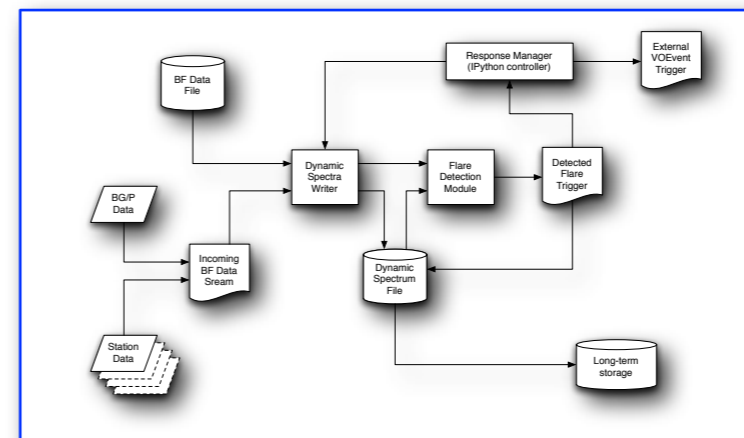 Response Manager
(IPython controller)
External
VOEvent
Trigger
BF Data
File
Dynamic
Spectra
Writer
Flare
Detection
Module
Detected
Flare
Trigger
BG/P
Data
Incoming
BF Data
Sream
Dynamic
Spectrum
File
Station
Data
Long-term
storage